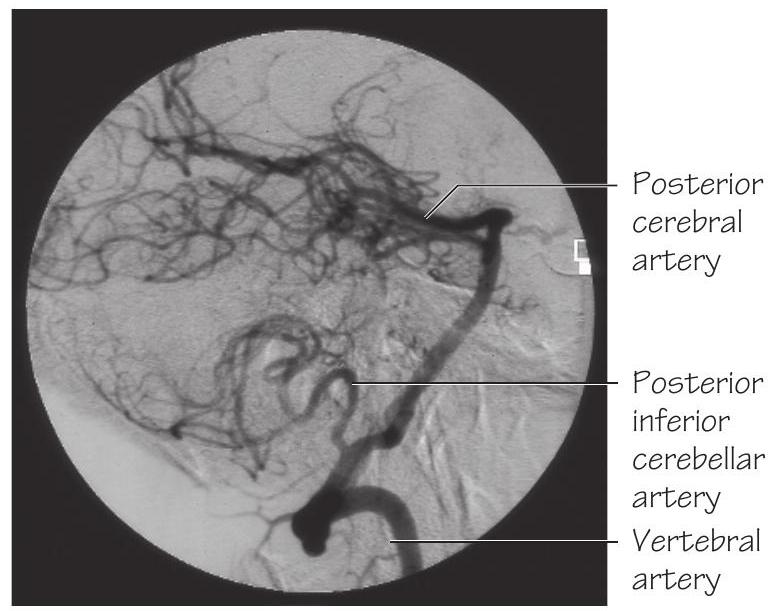 Posterior
cerebral
artery
Posterior
inferior
cerebellar
artery
Vertebral
artery